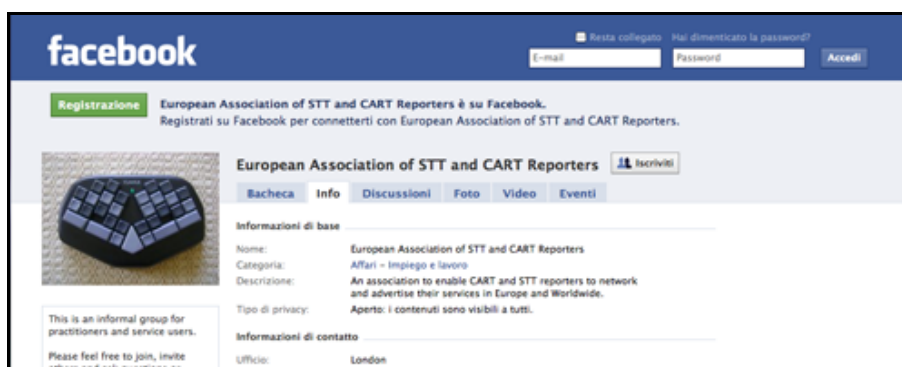 facebook
Resta collegato Hai dimenticato la password?
E-mail Password Accedi
Registrazione European Association of STT and CART Reporters è su Facebook.
Registrati su Facebook per connetterti con European Association of STT and CART Reporters.
European Association of STT and CART Reporters Iscriviti
Bacheca Info Discussioni Foto Video Eventi
Informazioni di base
Nome: European Association of STT and CART Reporters
Categoria: Affari - Impiego e lavoro
Descrizione: An association to enable CART and STT reporters to network
and advertise their services in Europe and Worldwide.
Tipo di privacy: Aperto: i contenuti sono visibili a tutti.
Informazioni di contatto
Ufficio: London
This is an informal group for
practitioners and service users.
Please feel free to join, invite
others and ask questions or